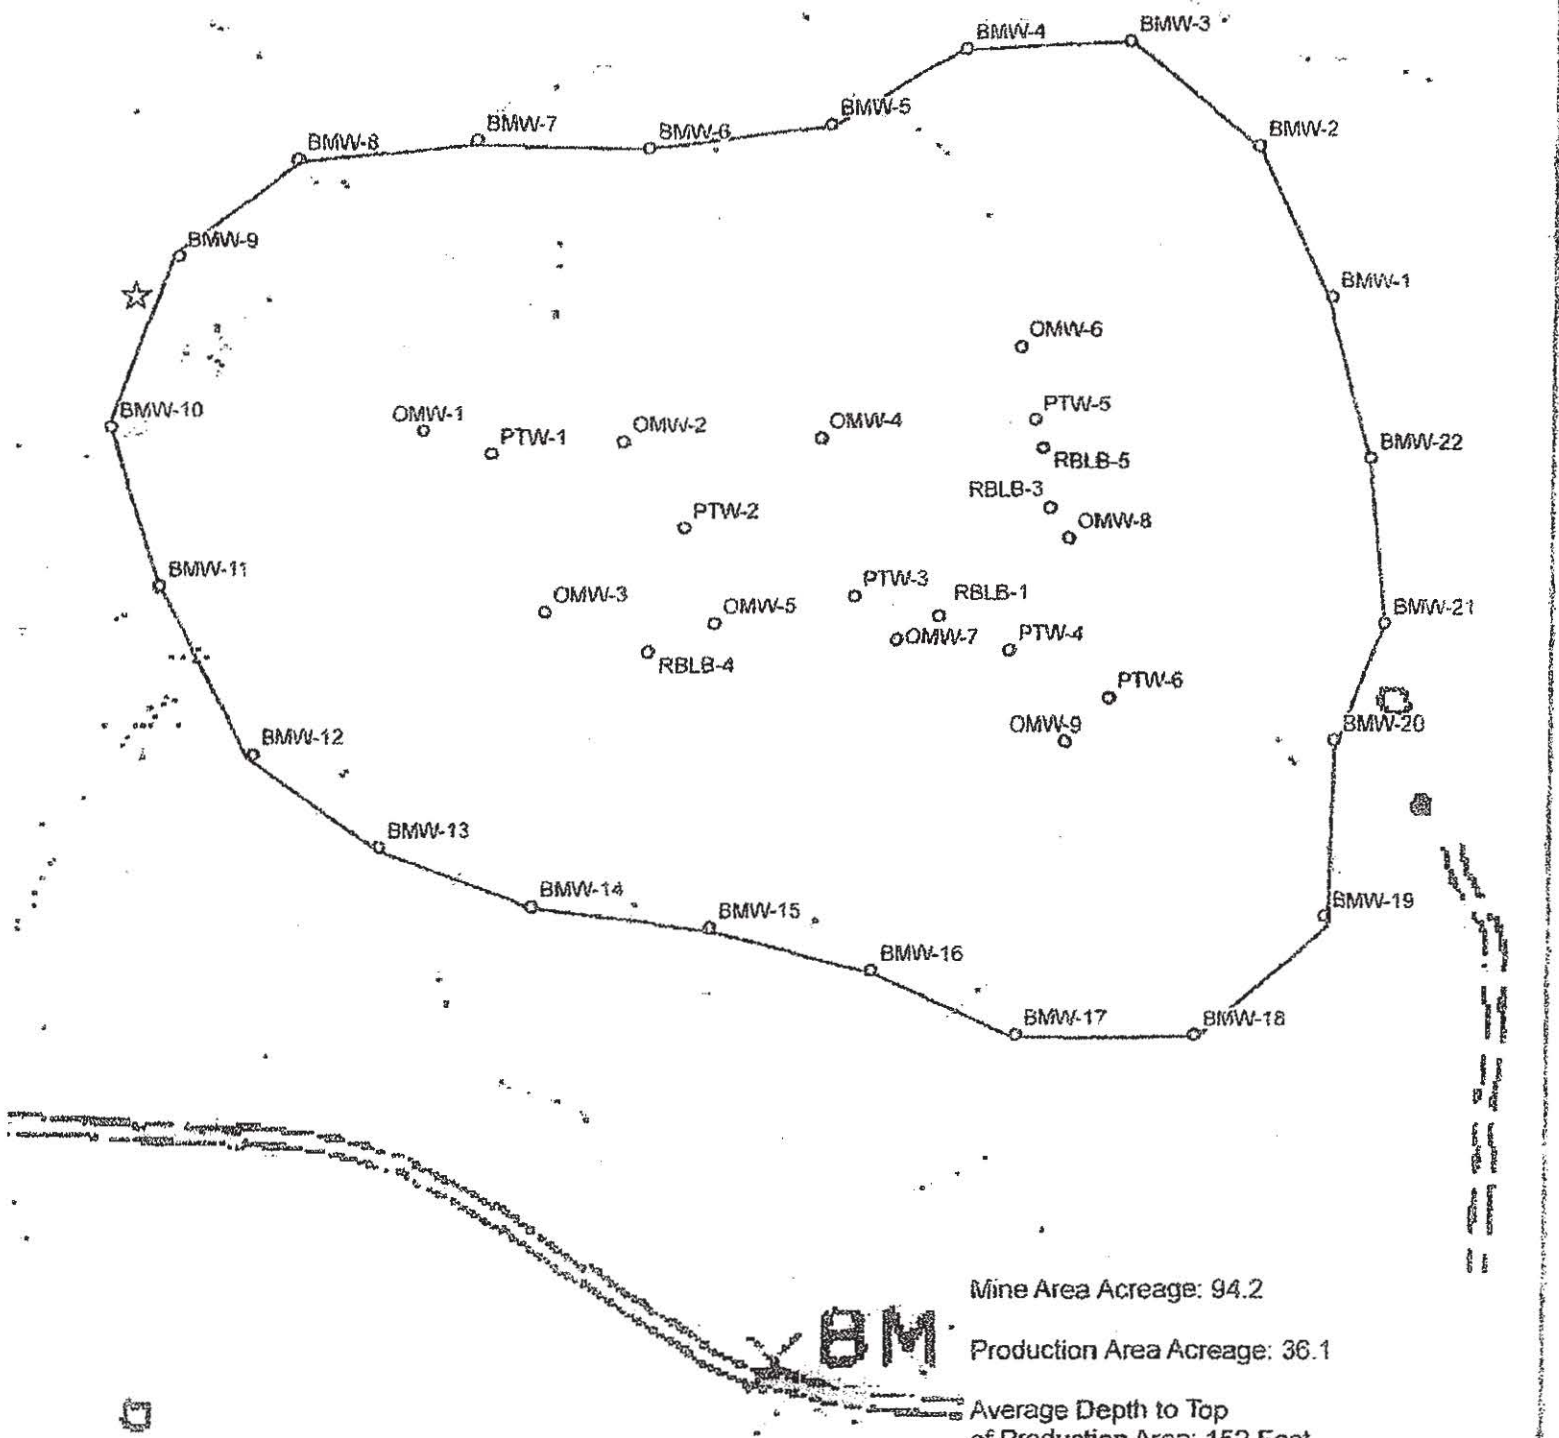 BMW-3
BMW-4
BMW-5
BMW-7
BMW-6
BMW-8
BMW-2
BMW-9
BMW-1
OMW-6
BMW-10
OMW-1
PTW-1
OMW-2
OMW-4
PTW-5
BMW-22
RBLB-5
RBLB-3
PTW-2
OMW-8
BMW-11
PTW-3
OMW-3
RBLB-1
OMW-5
BMW-21
OMW-7
PTW-4
RBLB-4
PTW-6
BMW-20
OMW-9
BMW-12
BMW-13
BMW-14
BMW-19
BMW-15
BMW-16
BMW-17
BMW-18
Mine Area Acreage: 94.2
BM
Production Area Acreage: 36.1
Average Depth to Top
of Production Area: 152 Feet